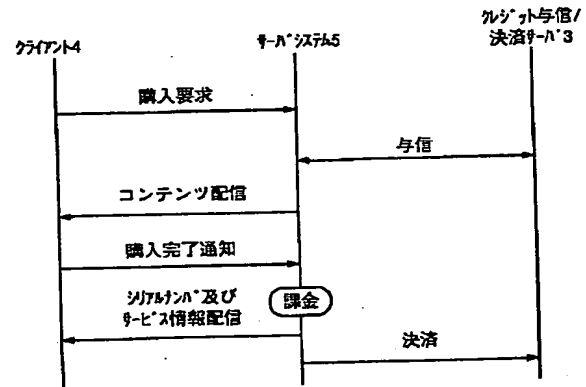 クライアント4
サーバシステム5
クレジット与信/
決済サーバ3
購入要求
与信
コンテンツ配信
購入完了通知
シリアルナンバ及び
サービス情報配信
課金
決済